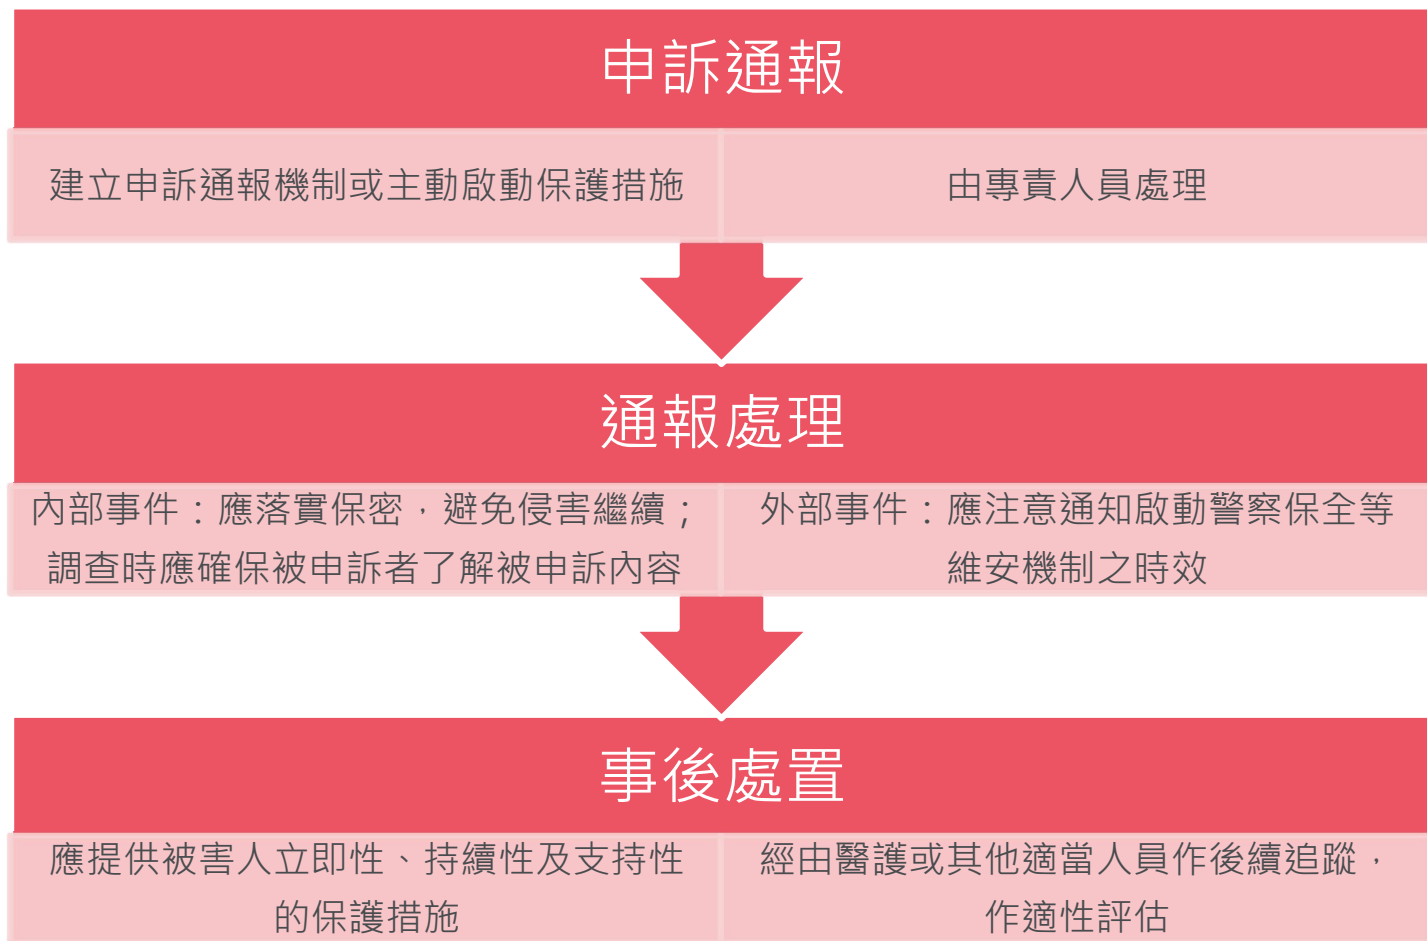 申訴通報
建立申訴通報機制或主動啟動保護措施
由專責人員處理
通報處理
內部事件：應落實保密，避免侵害繼續；
調查時應確保被申訴者了解被申訴內容
外部事件：應注意通知啟動警察保全等
維安機制之時效
事後處置
應提供被害人立即性、持續性及支持性
的保護措施
經由醫護或其他適當人員作後續追蹤，
作適性評估